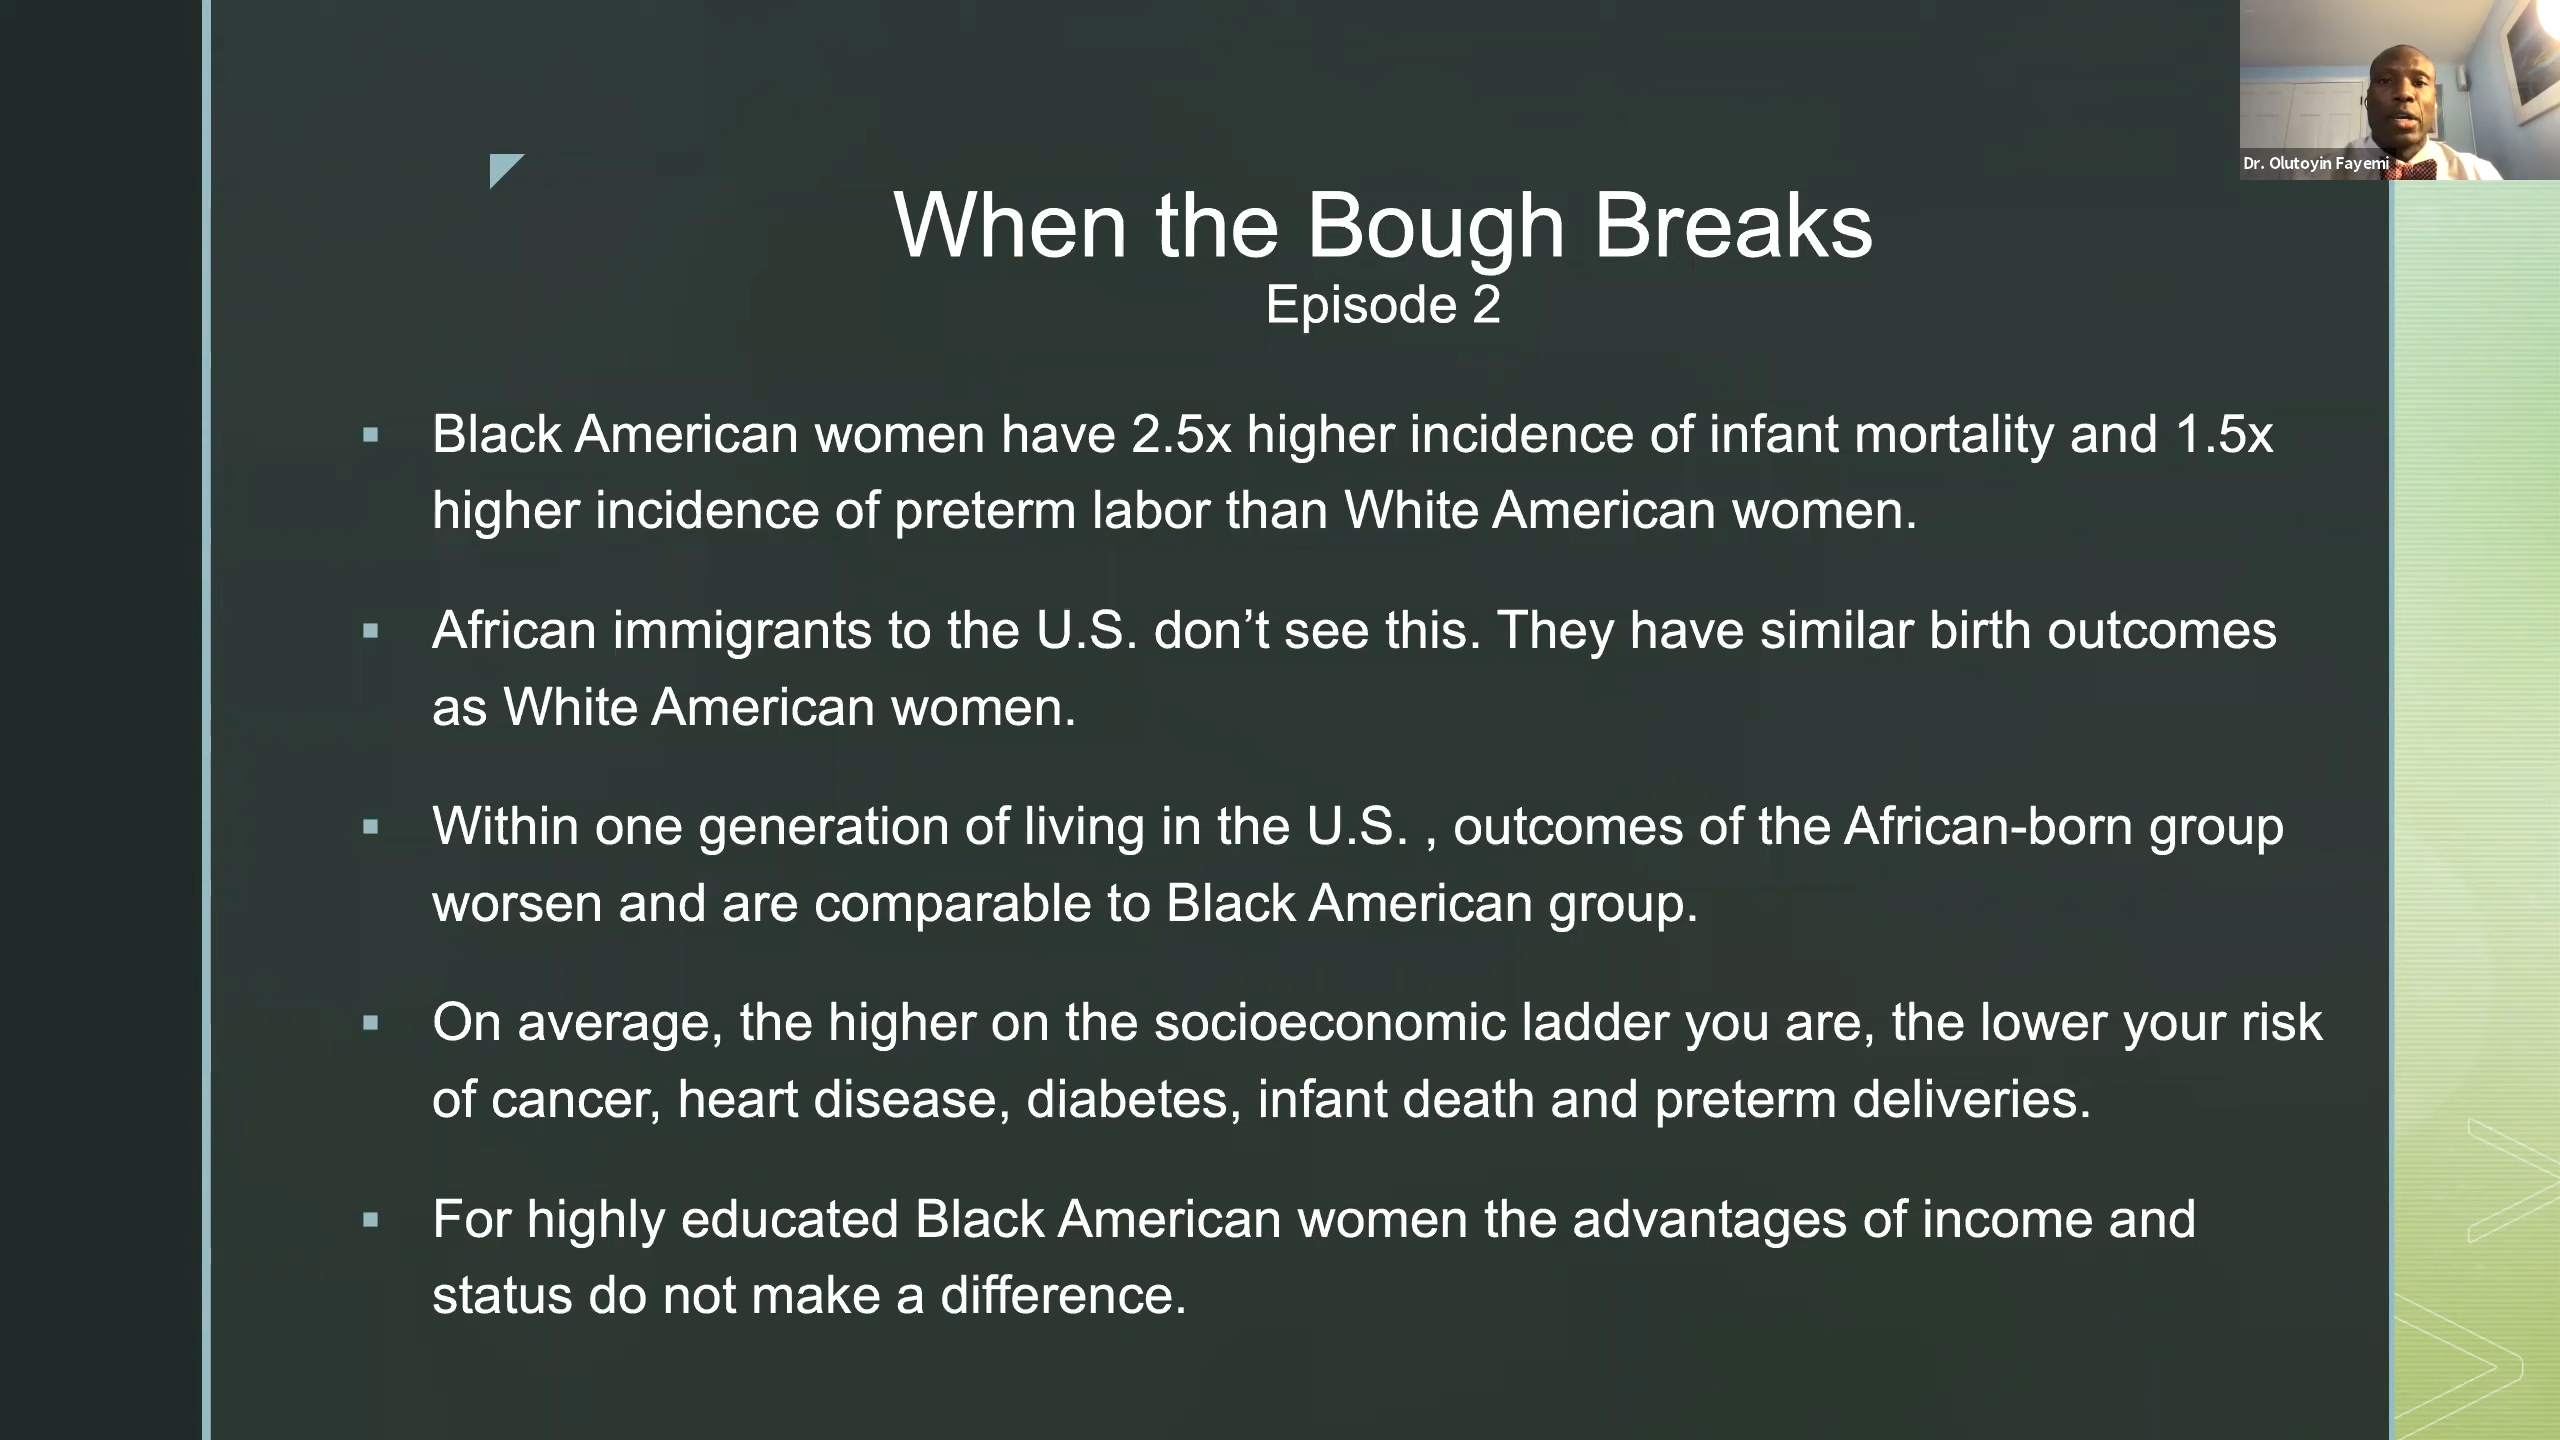 Dr. Olutoyin Fayemi
When the Bough Breaks
Episode 2
▪ Black American women have 2.5x higher incidence of infant mortality and 1.5x
higher incidence of preterm labor than White American women.
▪ African immigrants to the U.S. don’t see this. They have similar birth outcomes
as White American women.
▪ Within one generation of living in the U.S. , outcomes of the African-born group
worsen and are comparable to Black American group.
▪ On average, the higher on the socioeconomic ladder you are, the lower your risk
of cancer, heart disease, diabetes, infant death and preterm deliveries.
▪ For highly educated Black American women the advantages of income and
status do not make a difference.